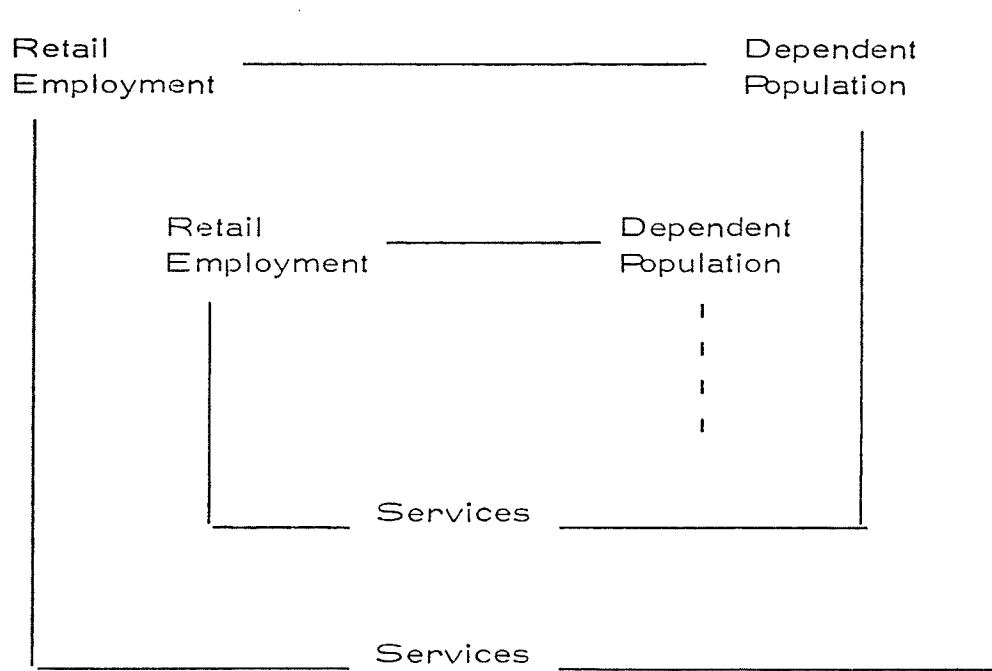 Retail
Employment
Dependent
Population
Retail
Employment
Dependent
Population
Services
Services